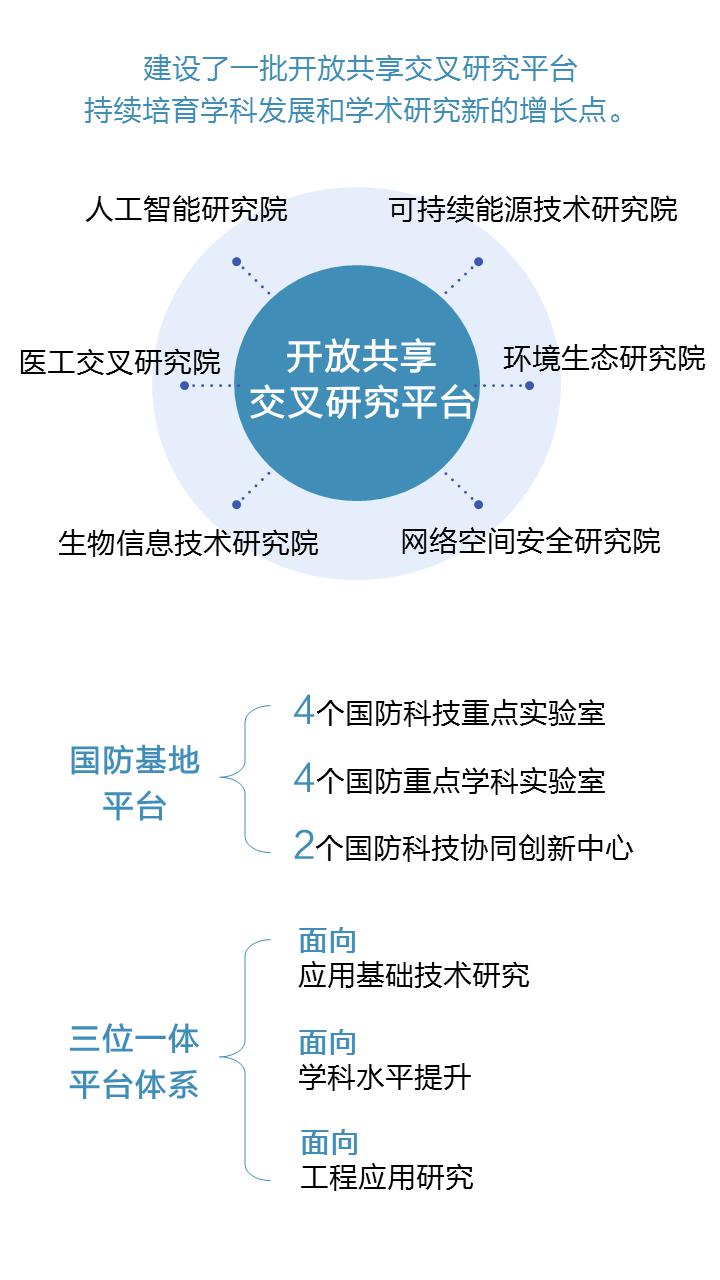 建设了一批开放共享交叉研究平台
持续培育学科发展和学术研究新的增长点。
人工智能研究院
可持续能源技术研究院
医工交叉研究院
环境生态研究院
开放共享
交叉研究平台
生物信息技术研究院
网络空间安全研究院
国防基地
平台
4个国防科技重点实验室
4个国防重点学科实验室
2个国防科技协同创新中心
三位一体
平台体系
面向
应用基础技术研究
面向
学科水平提升
面向
工程应用研究